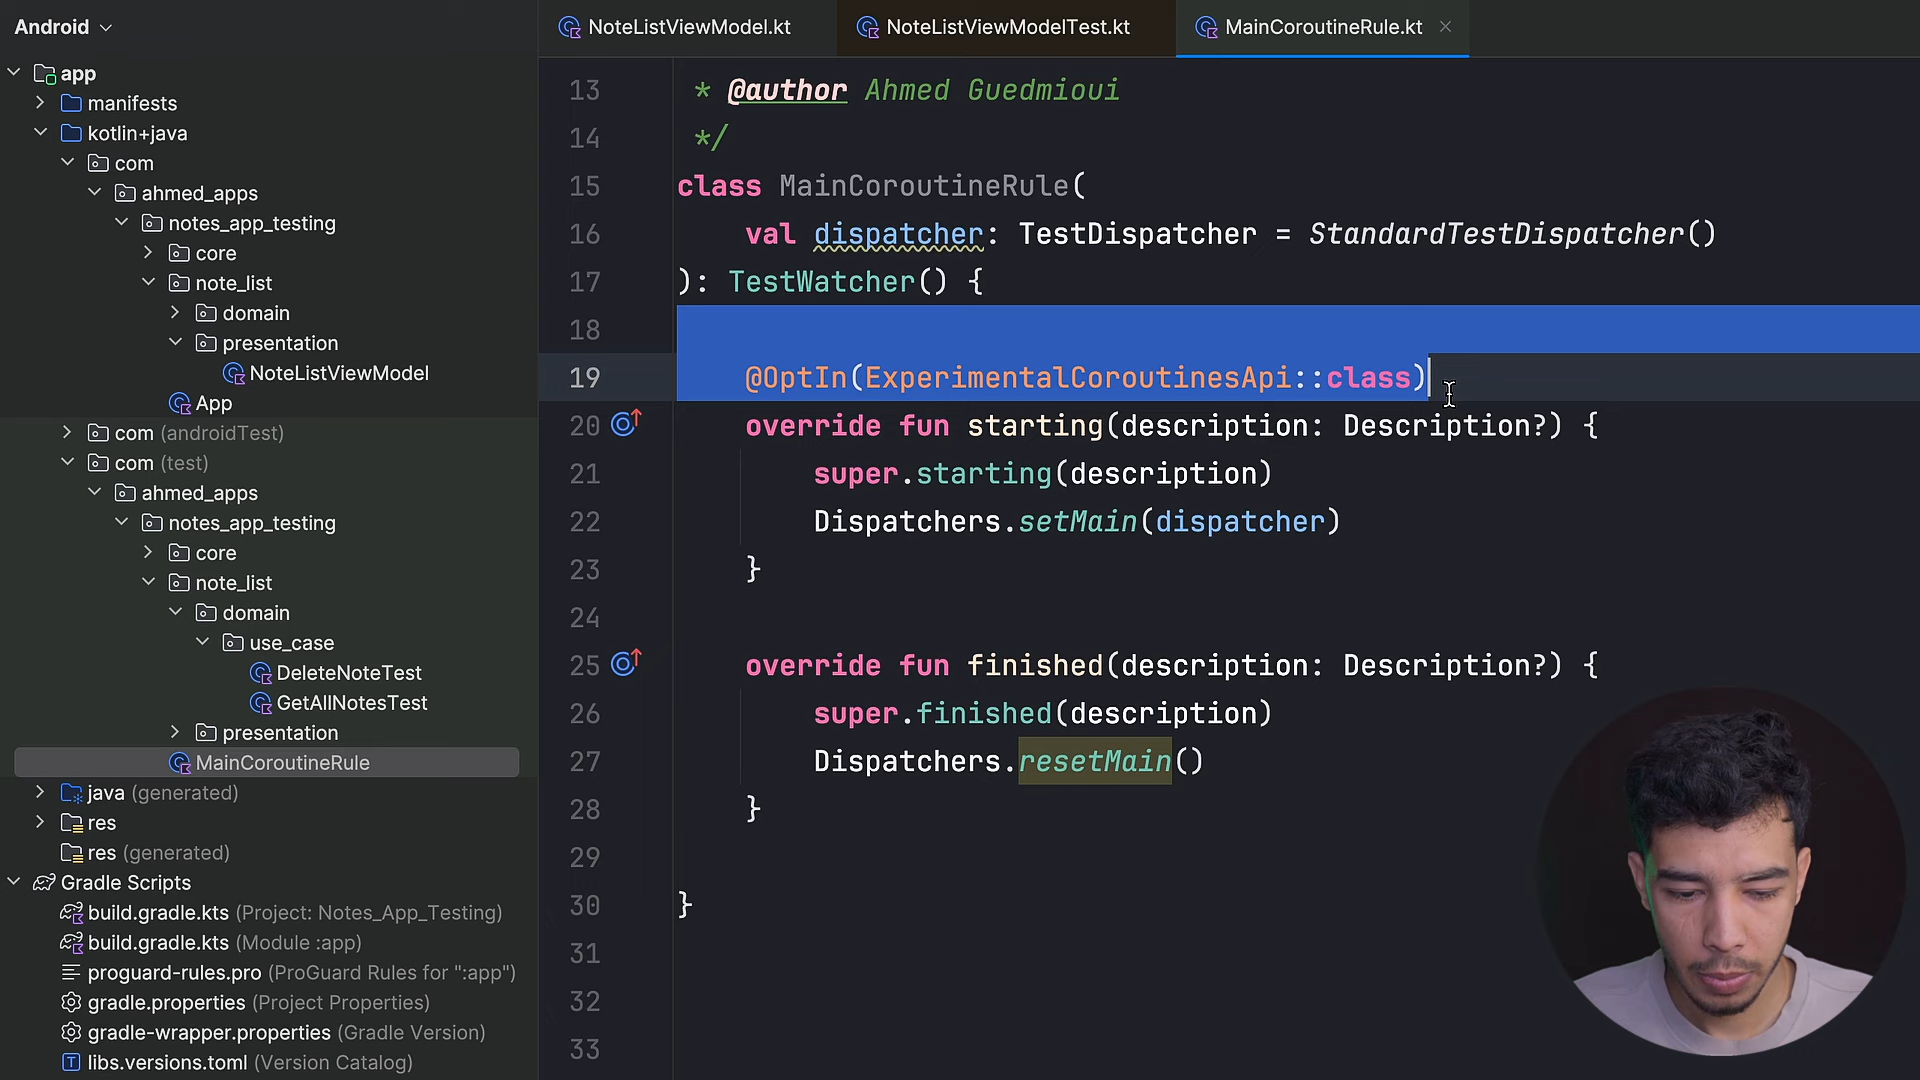 Android
NoteListViewModel.kt
NoteListViewModelTest.kt
MainCoroutineRule.kt
app
manifests
kotlin+java
com
ahmed_apps
notes_app_testing
core
note_list
domain
presentation
NoteListViewModel
App
com (androidTest)
com (test)
ahmed_apps
notes_app_testing
core
note_list
domain
use_case
DeleteNoteTest
GetAllNotesTest
presentation
MainCoroutineRule
java (generated)
res
res (generated)
Gradle Scripts
build.gradle.kts (Project: Notes_App_Testing)
build.gradle.kts (Module :app)
proguard-rules.pro (ProGuard Rules for ":app")
gradle.properties (Project Properties)
gradle-wrapper.properties (Gradle Version)
libs.versions.toml (Version Catalog)
13 * @author Ahmed Guedmioui
14 */
15 class MainCoroutineRule(
16 val dispatcher: TestDispatcher = StandardTestDispatcher()
17 ): TestWatcher() {
18
19 @OptIn(ExperimentalCoroutinesApi::class)
20 override fun starting(description: Description?) {
21 super.starting(description)
22 Dispatchers.setMain(dispatcher)
23 }
24
25 override fun finished(description: Description?) {
26 super.finished(description)
27 Dispatchers.resetMain()
28 }
29
30 }
31
32
33